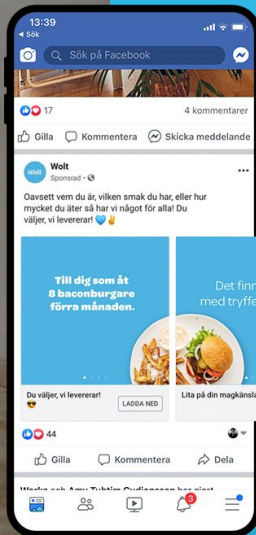 13:39
◀ Sök
Sök på Facebook
17
4 kommentarer
Gilla
Kommentera
Skicka meddelande
wolt
Wolt
Sponsrad
Oavsett vem du är, vilken smak du har, eller hur
mycket du äter så har vi något för alla! Du
väljer, vi levererar! 💙✌️
Till dig som åt
8 baconburgare
förra månaden.
Det finn
med tryffe
Du väljer, vi levererar!
😎
LADDA NED
Lita på din magkänsla
44
Gilla
Kommentera
Dela
3